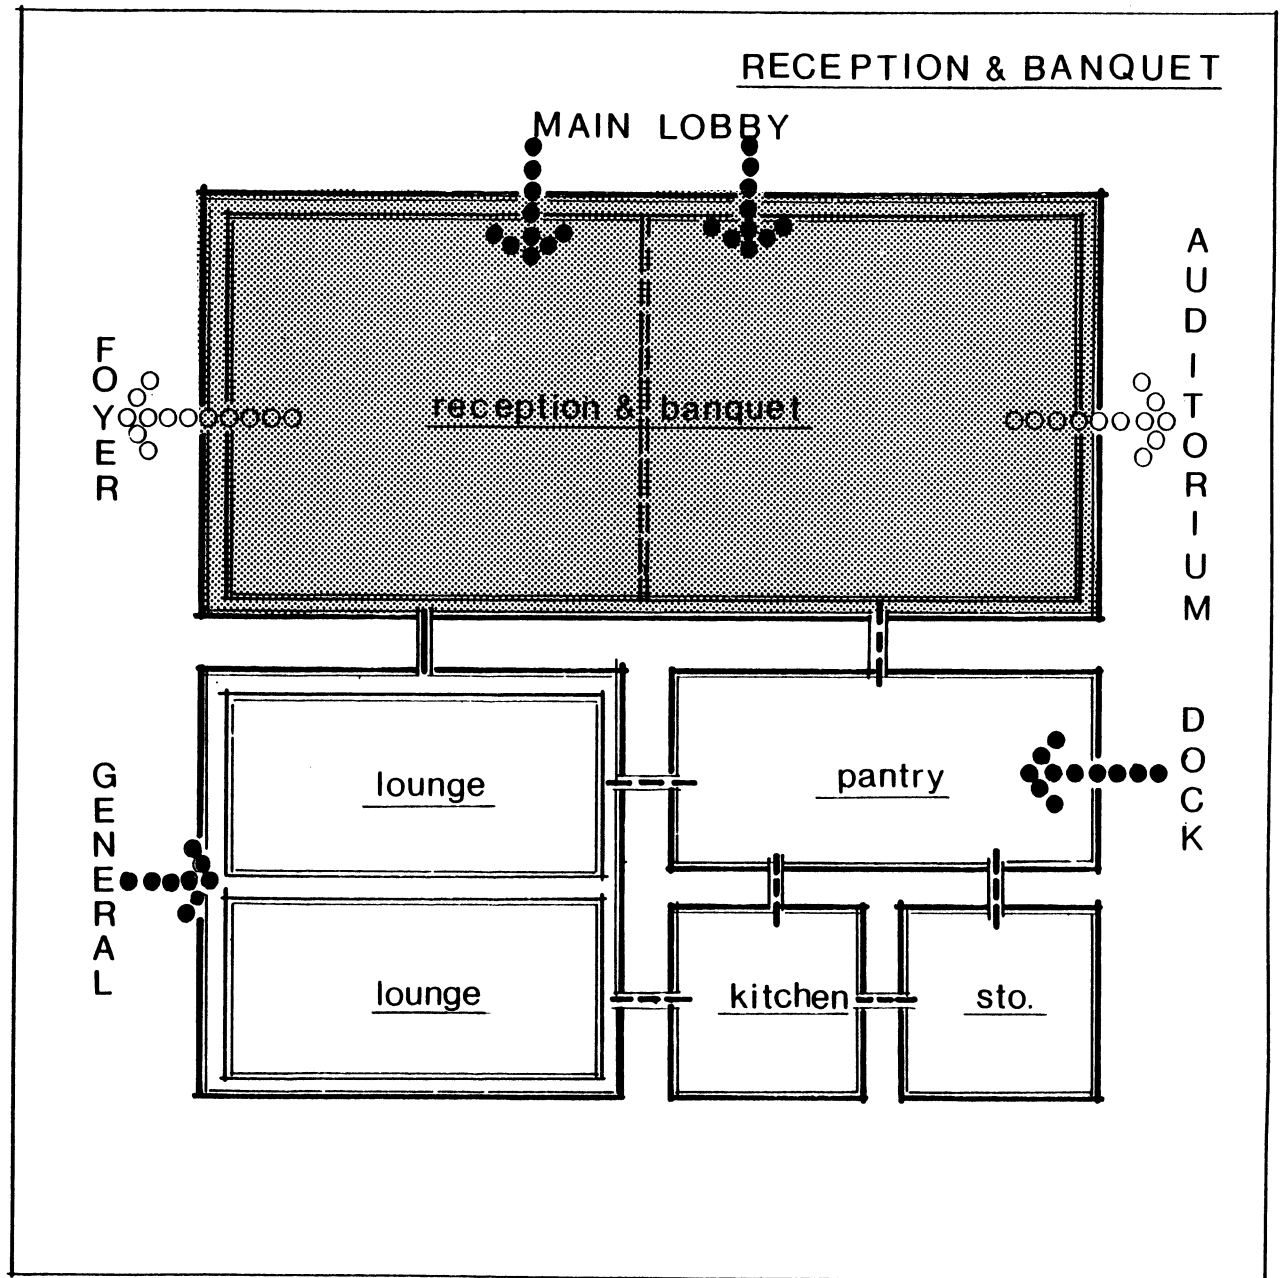 RECEPTION & BANQUET
MAIN LOBBY
AUDITORIUM
FOYER
reception & banquet
DOCK
GENERAL
lounge
pantry
lounge
kitchen
sto.